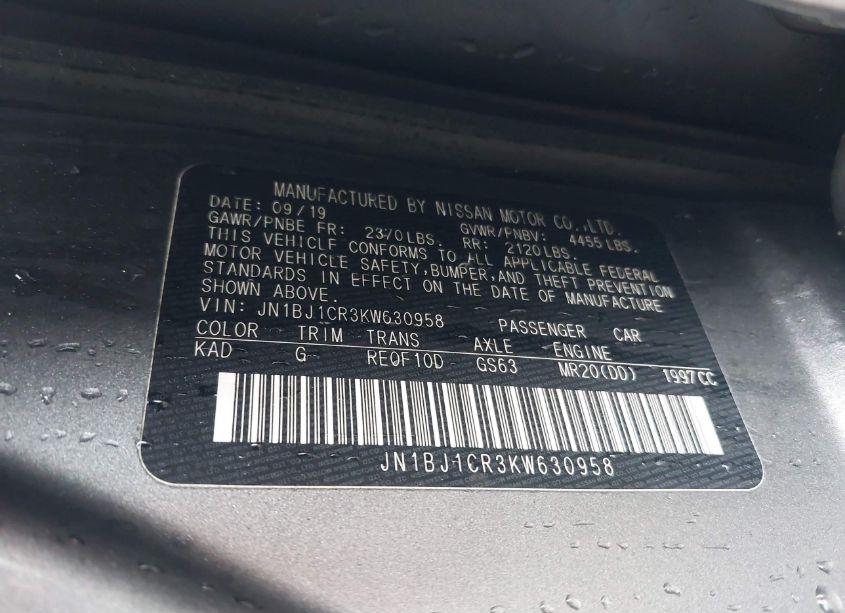 MANUFACTURED BY NISSAN MOTOR CO.,LTD.
DATE: 09/19 GVWR/PNBV: 4455 LBS.
GAWR/PNBE FR: 2370LBS. RR: 2120LBS.
THIS VEHICLE CONFORMS TO ALL APPLICABLE FEDERAL
MOTOR VEHICLE SAFETY,BUMPER,AND THEFT PREVENTION
STANDARDS IN EFFECT ON THE DATE OF MANUFACTURE
SHOWN ABOVE.
VIN: JN1BJ1CR3KW630958 PASSENGER CAR
COLOR TRIM TRANS AXLE ENGINE
KAD G RE0F10D GS63 MR20(DD) 1997CC
JN1BJ1CR3KW630958